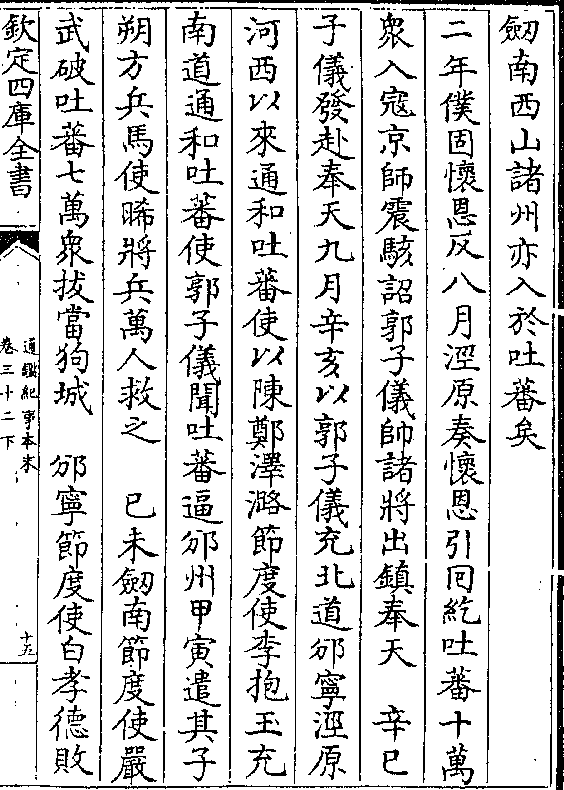 劒南西山諸州亦入於吐蕃矣
二年僕固懷恩反八月涇原奏懷恩引囘紇吐蕃十萬
衆入寇京師震駭詔郭子儀帥諸將出鎮奉天　辛巳
子儀發赴奉天九月辛亥以郭子儀充北道邠寧涇原
河西以來通和吐蕃使以陳鄭澤潞節度使李抱玉充
南道通和吐蕃使郭子儀聞吐蕃逼邠州甲寅遣其子
朔方兵馬使晞將兵萬人救之　己未劒南節度使嚴
武破吐蕃七萬衆拔當狗城　邠寧節度使白孝德敗
欽定四庫全書
通鑑紀事本末
卷三十二下
十五